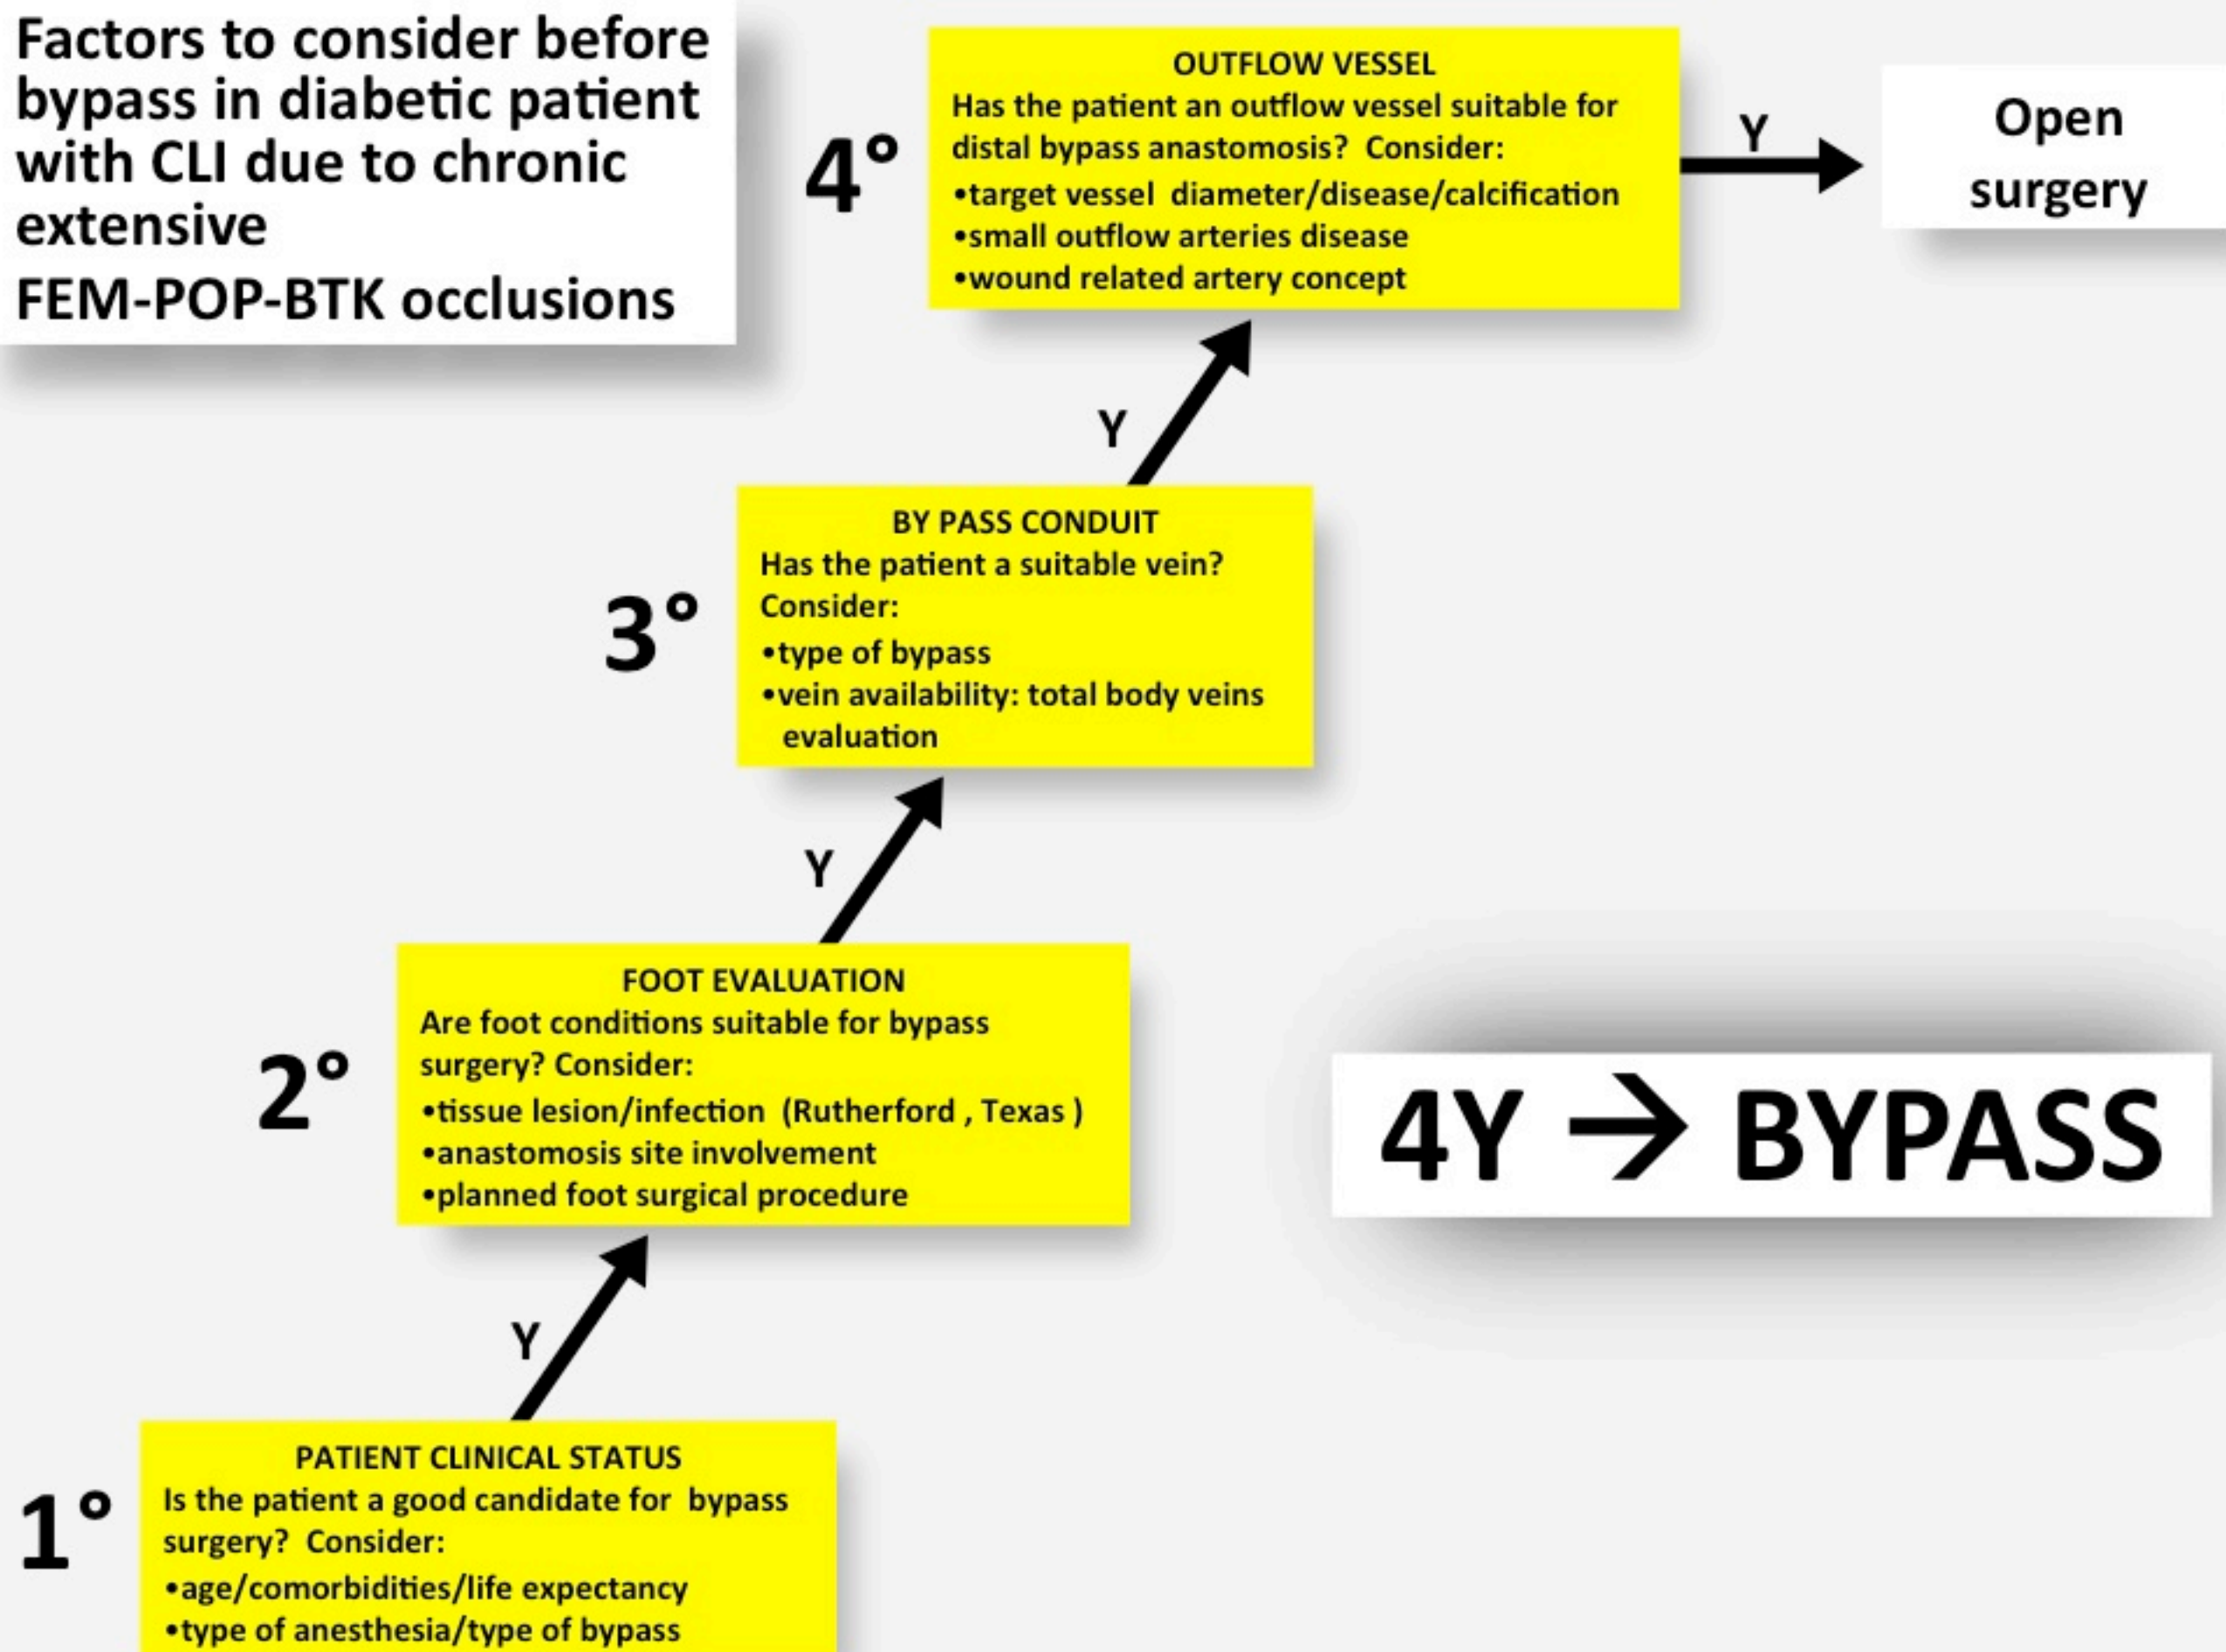 Factors to consider before
bypass in diabetic patient
with CLI due to chronic
extensive
FEM-POP-BTK occlusions
4°
OUTFLOW VESSEL
Has the patient an outflow vessel suitable for
distal bypass anastomosis? Consider:
•target vessel diameter/disease/calcification
•small outflow arteries disease
•wound related artery concept
Y
Open
surgery
Y
3°
BY PASS CONDUIT
Has the patient a suitable vein?
Consider:
•type of bypass
•vein availability: total body veins
evaluation
Y
2°
FOOT EVALUATION
Are foot conditions suitable for bypass
surgery? Consider:
•tissue lesion/infection (Rutherford , Texas )
•anastomosis site involvement
•planned foot surgical procedure
4Y → BYPASS
Y
1°
PATIENT CLINICAL STATUS
Is the patient a good candidate for bypass
surgery? Consider:
•age/comorbidities/life expectancy
•type of anesthesia/type of bypass